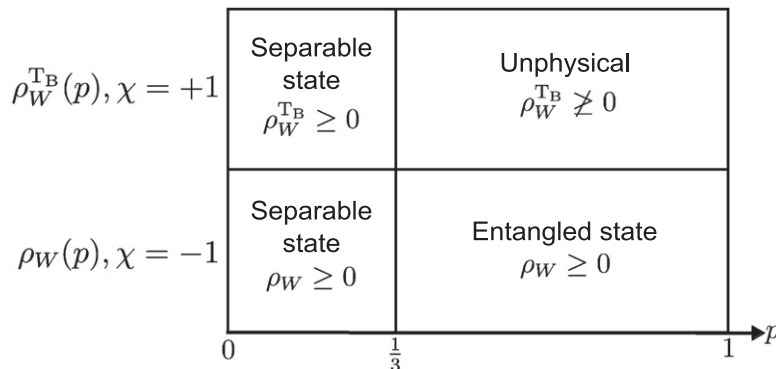 ρ_W^{T_B}(p), χ = +1
Separable
state
ρ_W^{T_B} ≥ 0
Unphysical
ρ_W^{T_B} ≱ 0
ρ_W(p), χ = −1
Separable
state
ρ_W ≥ 0
Entangled state
ρ_W ≥ 0
0 1/3 1 p